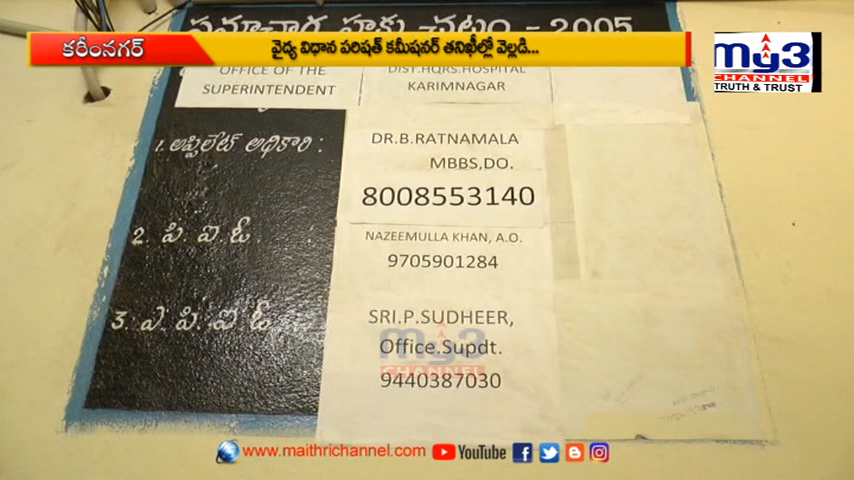 సమాచార హక్కు చట్టం - 2005
కరీంనగర్
వైద్య విధాన పరిషత్ కమీషనర్ తనిఖీల్లో వెల్లడి...
my3
CHANNEL
TRUTH & TRUST
OFFICE OF THE
SUPERINTENDENT
DIST.HQRS.HOSPITAL
KARIMNAGAR
1. అప్పిలేట్ అధికారి :
DR.B.RATNAMALA
MBBS,DO.
8008553140
2. పి. ఐ. ఓ.
NAZEEMULLA KHAN, A.O.
9705901284
3. ఎ. పి. ఐ. ఓ.
SRI.P.SUDHEER,
Office.Supdt.
9440387030
my3
CHANNEL
www.maithrichannel.com
YouTube